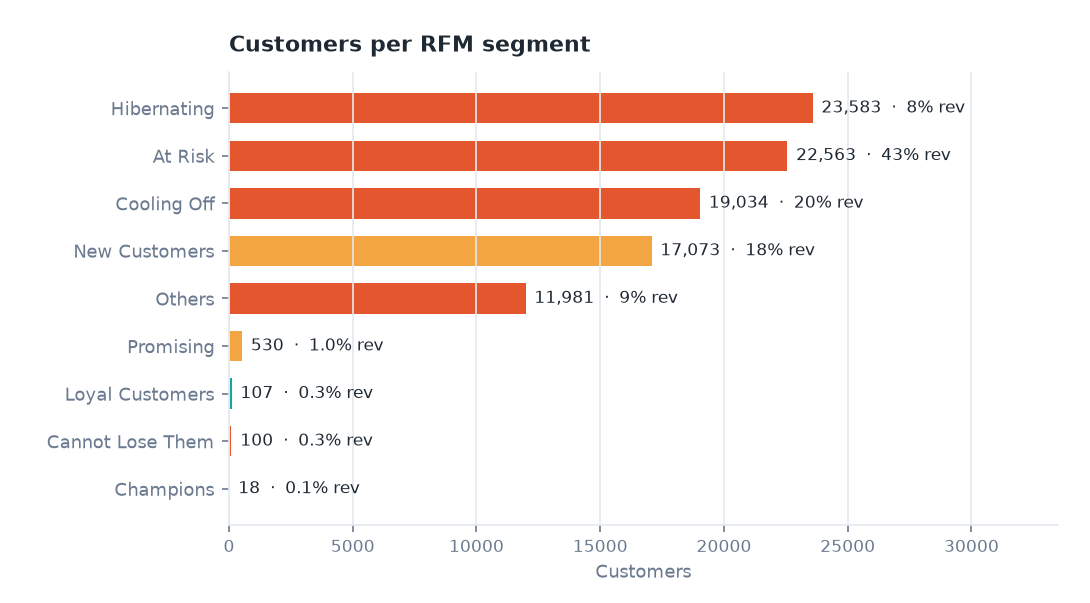 Customers per RFM segment
Hibernating 23,583 · 8% rev
At Risk 22,563 · 43% rev
Cooling Off 19,034 · 20% rev
New Customers 17,073 · 18% rev
Others 11,981 · 9% rev
Promising 530 · 1.0% rev
Loyal Customers 107 · 0.3% rev
Cannot Lose Them 100 · 0.3% rev
Champions 18 · 0.1% rev
0 5000 10000 15000 20000 25000 30000
Customers